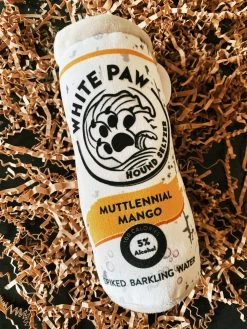 WHITE PAW
HOUND SELTZER
MUTTLENNIAL
MANGO
5%
Alcohol
SPIKED BARKLING WATER